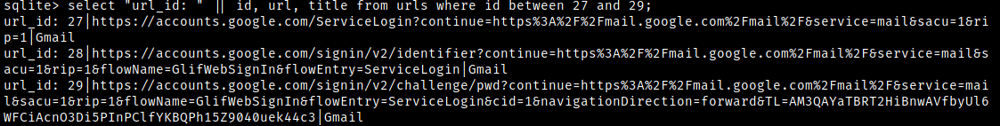 sqlite> select "url_id: " || id, url, title from urls where id between 27 and 29;
url_id: 27|https://accounts.google.com/ServiceLogin?continue=https%3A%2F%2Fmail.google.com%2Fmail%2F&service=mail&sacu=1&ri
p=1|Gmail
url_id: 28|https://accounts.google.com/signin/v2/identifier?continue=https%3A%2F%2Fmail.google.com%2Fmail%2F&service=mail&s
acu=1&rip=1&flowName=GlifWebSignIn&flowEntry=ServiceLogin|Gmail
url_id: 29|https://accounts.google.com/signin/v2/challenge/pwd?continue=https%3A%2F%2Fmail.google.com%2Fmail%2F&service=mai
l&sacu=1&rip=1&flowName=GlifWebSignIn&flowEntry=ServiceLogin&cid=1&navigationDirection=forward&TL=AM3QAYaTBRT2HiBnwAVfbyUl6
WFCiAcnO3Di5PInPClfYKBQPh15Z9040uek44c3|Gmail